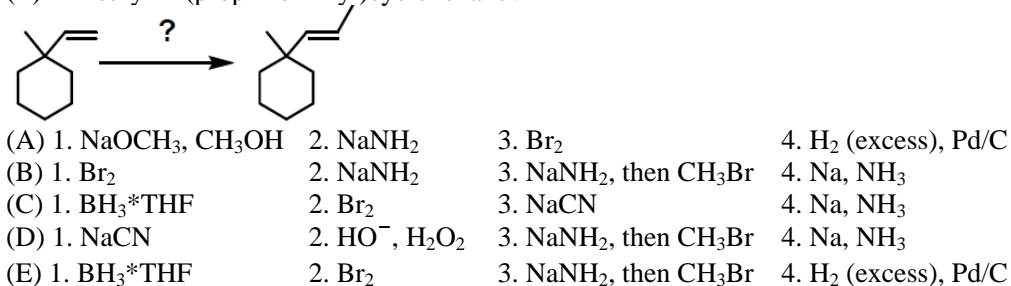 ?
(A) 1. NaOCH₃, CH₃OH 2. NaNH₂ 3. Br₂ 4. H₂ (excess), Pd/C
(B) 1. Br₂ 2. NaNH₂ 3. NaNH₂, then CH₃Br 4. Na, NH₃
(C) 1. BH₃*THF 2. Br₂ 3. NaCN 4. Na, NH₃
(D) 1. NaCN 2. HO⁻, H₂O₂ 3. NaNH₂, then CH₃Br 4. Na, NH₃
(E) 1. BH₃*THF 2. Br₂ 3. NaNH₂, then CH₃Br 4. H₂ (excess), Pd/C